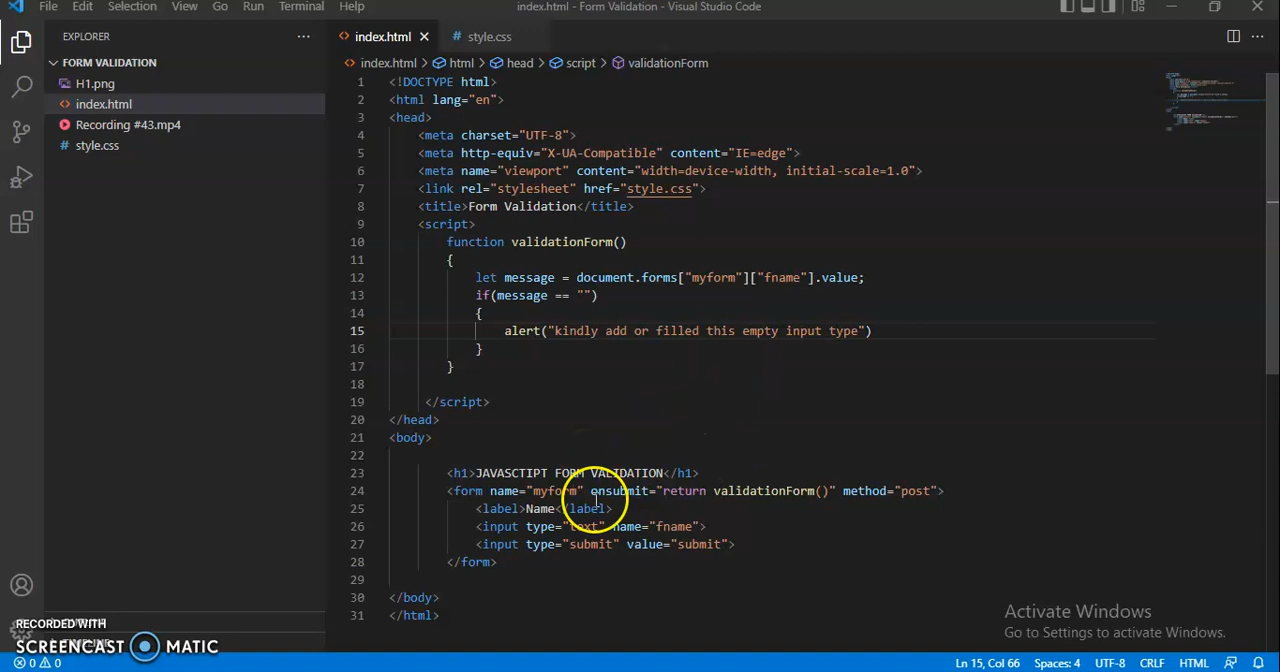 File Edit Selection View Go Run Terminal Help
index.html - Form Validation - Visual Studio Code
EXPLORER
index.html
style.css
FORM VALIDATION
H1.png
index.html
Recording #43.mp4
style.css
index.html > html > head > script > validationForm
1 <!DOCTYPE html>
2 <html lang="en">
3 <head>
4 <meta charset="UTF-8">
5 <meta http-equiv="X-UA-Compatible" content="IE=edge">
6 <meta name="viewport" content="width=device-width, initial-scale=1.0">
7 <link rel="stylesheet" href="style.css">
8 <title>Form Validation</title>
9 <script>
10 function validationForm()
11 {
12 let message = document.forms["myform"]["fname"].value;
13 if(message == "")
14 {
15 alert("kindly add or filled this empty input type")
16 }
17 }
18
19 </script>
20 </head>
21 <body>
22
23 <h1>JAVASCTIPT FORM VALIDATION</h1>
24 <form name="myform" onsubmit="return validationForm()" method="post">
25 <label>Name</label>
26 <input type="text" name="fname">
27 <input type="submit" value="submit">
28 </form>
29
30 </body>
31 </html>
Activate Windows
Go to Settings to activate Windows.
RECORDED WITH
SCREENCAST MATIC
0 0
Ln 15, Col 66
Spaces: 4
UTF-8
CRLF
HTML